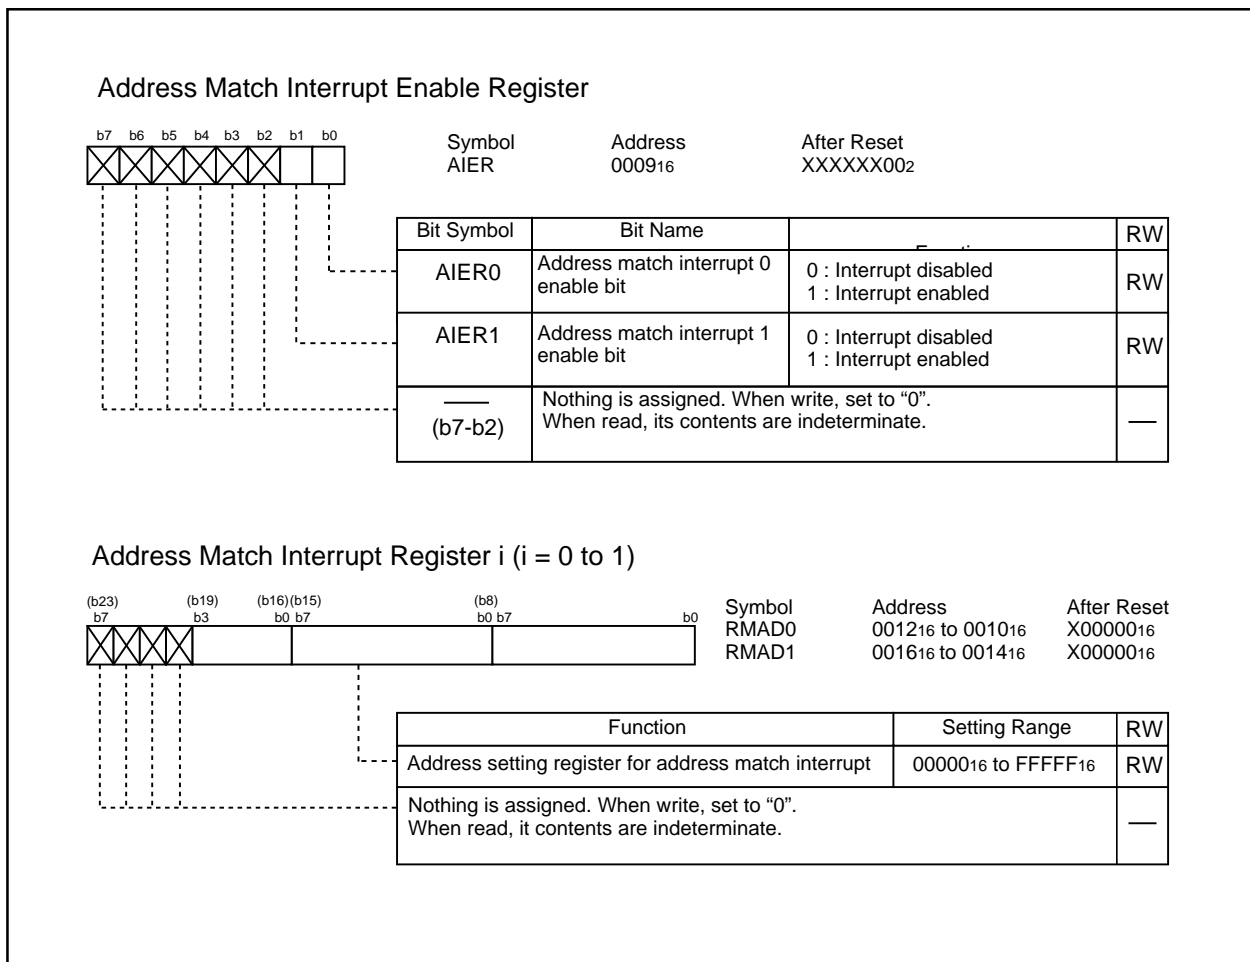 Address Match Interrupt Enable Register
b7 b6 b5 b4 b3 b2 b1 b0
Symbol Address After Reset
AIER 000916 XXXXXX002
Bit Symbol Bit Name RW
AIER0 Address match interrupt 0 enable bit 0 : Interrupt disabled
1 : Interrupt enabled RW
AIER1 Address match interrupt 1 enable bit 0 : Interrupt disabled
1 : Interrupt enabled RW
(b7-b2) Nothing is assigned. When write, set to “0”.
When read, its contents are indeterminate. —
Address Match Interrupt Register i (i = 0 to 1)
(b23) (b19) (b16)(b15) (b8)
b7 b3 b0 b7 b0 b7 b0
Symbol Address After Reset
RMAD0 001216 to 001016 X0000016
RMAD1 001616 to 001416 X0000016
Function Setting Range RW
Address setting register for address match interrupt 0000016 to FFFFF16 RW
Nothing is assigned. When write, set to “0”.
When read, it contents are indeterminate. —